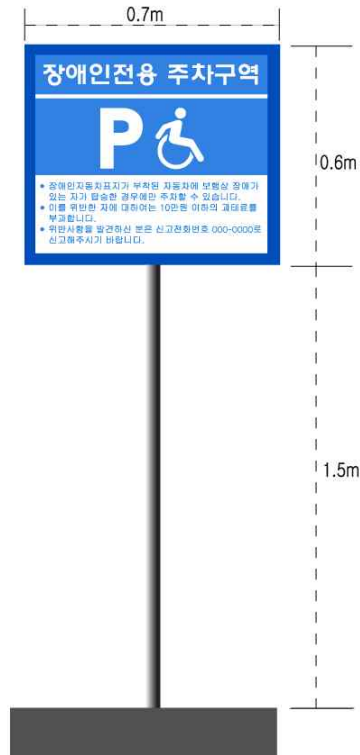 0.7m
장애인전용 주차구역
P
• 장애인자동차표지가 부착된 자동차에 보행상 장애가
있는 자가 탑승한 경우에만 주차할 수 있습니다.
• 이를 위반한 자에 대하여는 10만원 이하의 과태료를
부과합니다.
• 위반사항을 발견하신 분은 신고전화번호 000-0000로
신고해주시기 바랍니다.
0.6m
1.5m